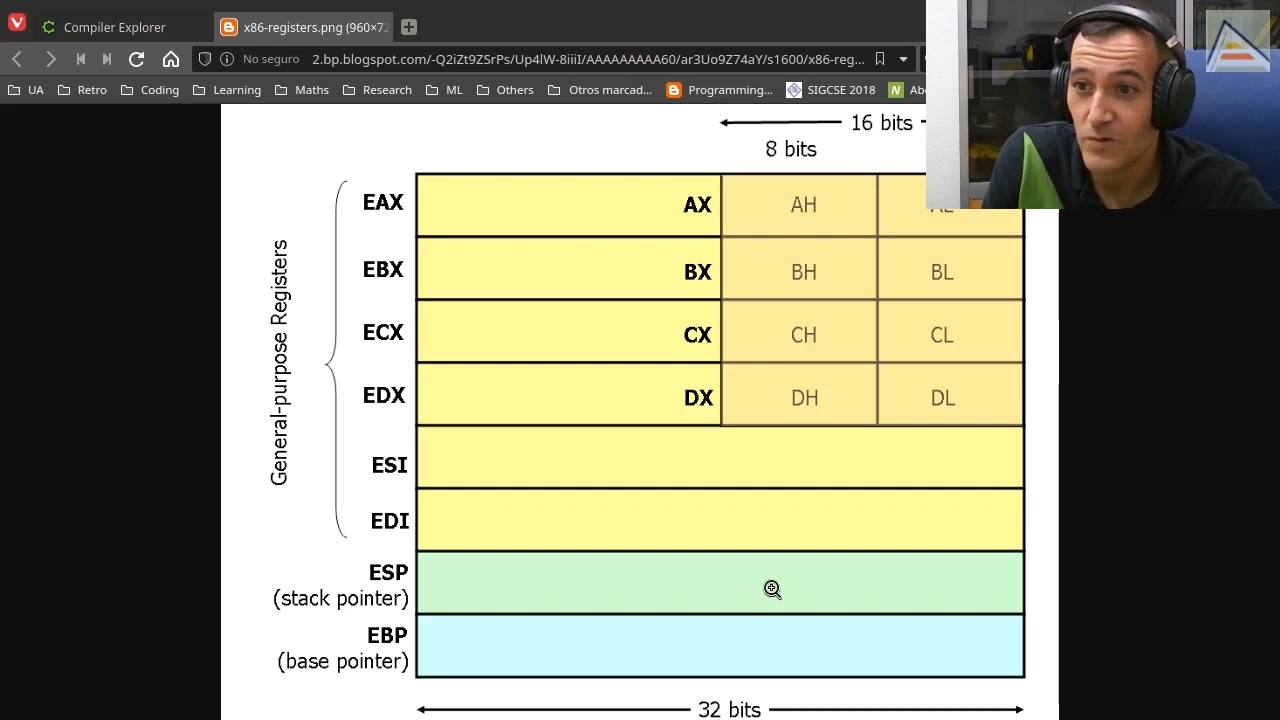 Compiler Explorer
x86-registers.png (960×72
No seguro
2.bp.blogspot.com/-Q2iZt9ZSrPs/Up4lW-8iiiI/AAAAAAAAA60/ar3Uo9Z74aY/s1600/x86-reg...
UA Retro Coding Learning Maths Research ML Others Otros marcad... Programming... SIGCSE 2018
16 bits
8 bits
General-purpose Registers
EAX AX AH
EBX BX BH BL
ECX CX CH CL
EDX DX DH DL
ESI
EDI
ESP
(stack pointer)
EBP
(base pointer)
32 bits